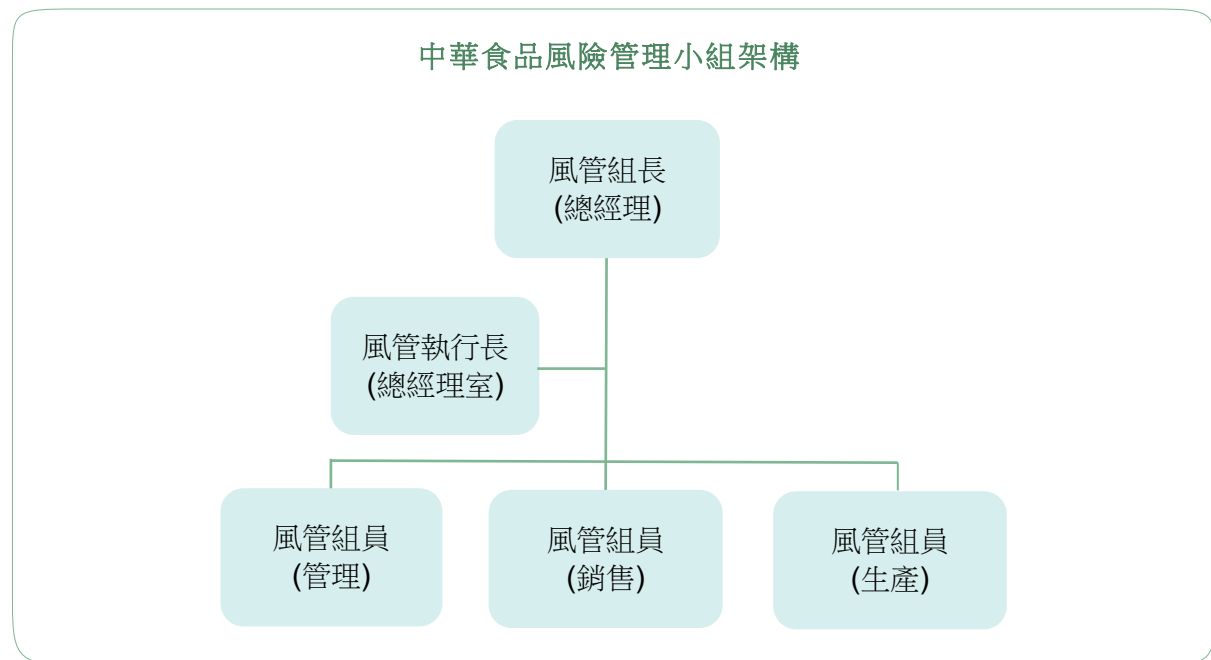 中華食品風險管理小組架構
風管組長
(總經理)
風管執行長
(總經理室)
風管組員
(管理)
風管組員
(銷售)
風管組員
(生產)